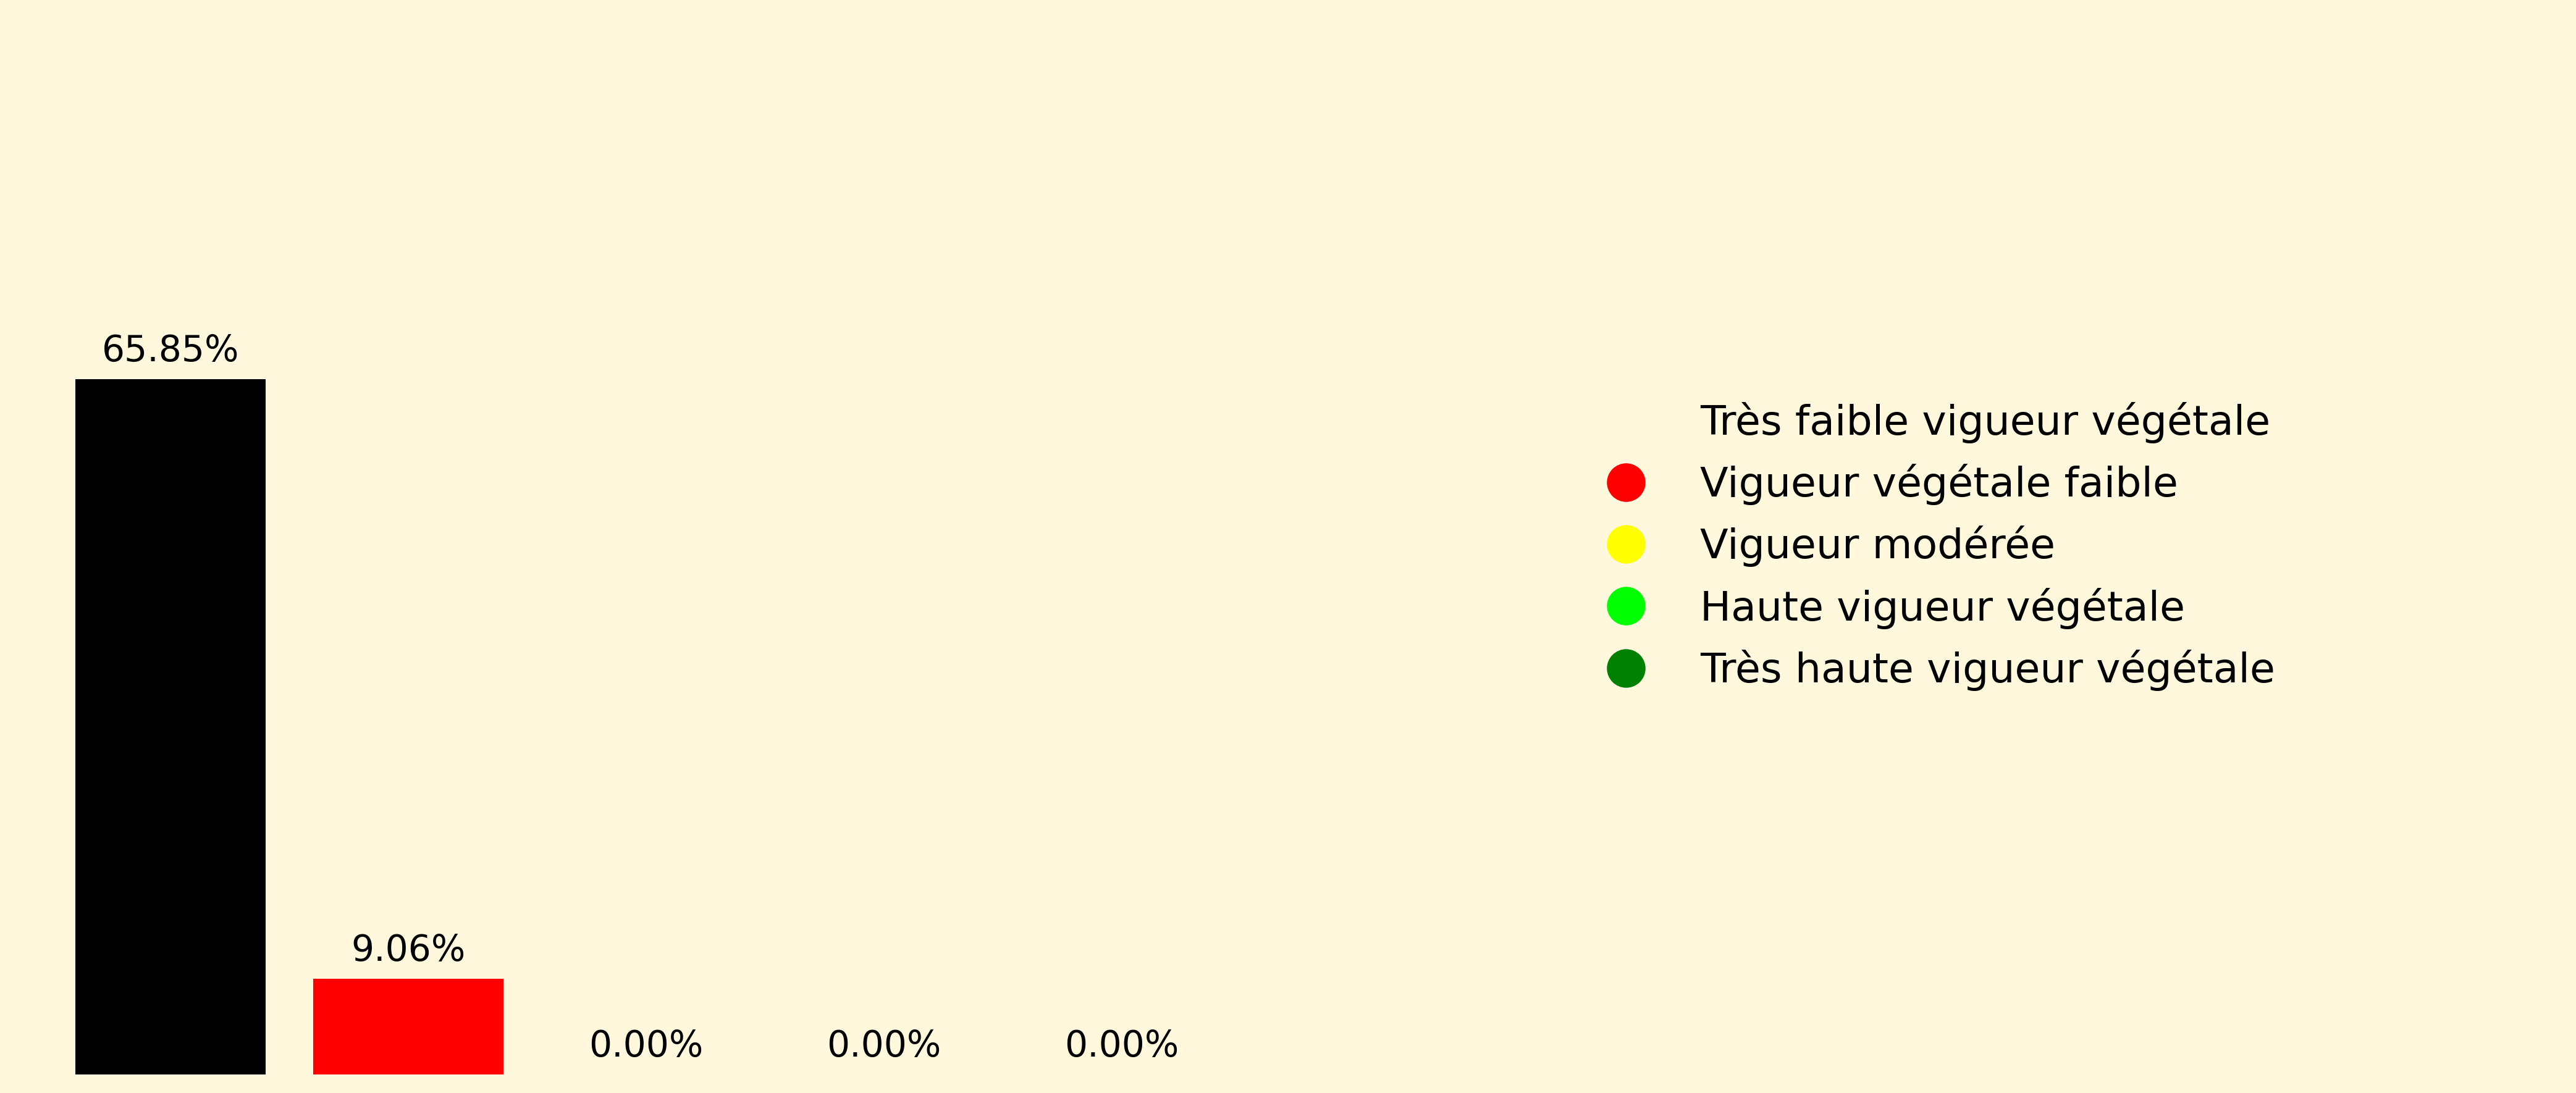 65.85%
9.06%
0.00%
0.00%
0.00%
Très faible vigueur végétale
Vigueur végétale faible
Vigueur modérée
Haute vigueur végétale
Très haute vigueur végétale